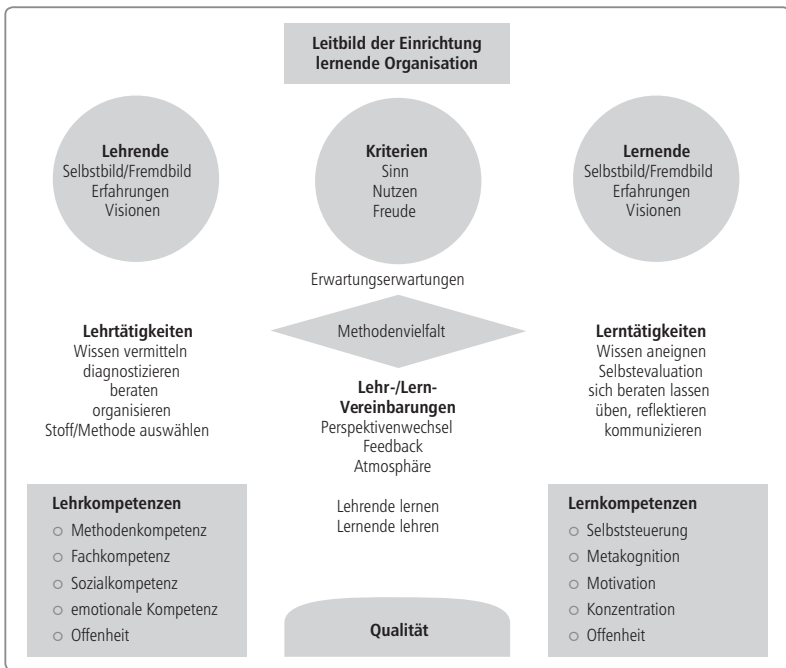 Leitbild der Einrichtung
lernende Organisation
Lehrende
Selbstbild/Fremdbild
Erfahrungen
Visionen
Kriterien
Sinn
Nutzen
Freude
Lernende
Selbstbild/Fremdbild
Erfahrungen
Visionen
Erwartungserwartungen
Methodenvielfalt
Lehrtätigkeiten
Wissen vermitteln
diagnostizieren
beraten
organisieren
Stoff/Methode auswählen
Lehr-/Lern-
Vereinbarungen
Perspektivenwechsel
Feedback
Atmosphäre
Lehrende lernen
Lernende lehren
Lerntätigkeiten
Wissen aneignen
Selbstevaluation
sich beraten lassen
üben, reflektieren
kommunizieren
Lehrkompetenzen
○ Methodenkompetenz
○ Fachkompetenz
○ Sozialkompetenz
○ emotionale Kompetenz
○ Offenheit
Qualität
Lernkompetenzen
○ Selbststeuerung
○ Metakognition
○ Motivation
○ Konzentration
○ Offenheit